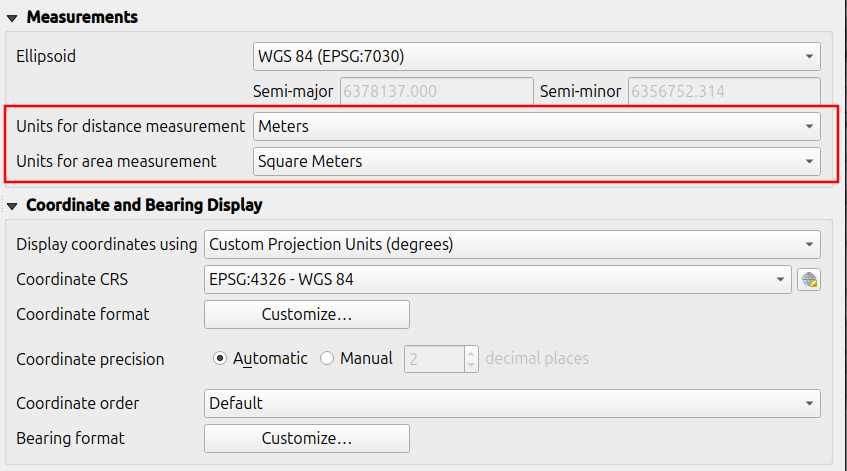 Measurements
Ellipsoid WGS 84 (EPSG:7030)
Semi-major 6378137.000 Semi-minor 6356752.314
Units for distance measurement Meters
Units for area measurement Square Meters
Coordinate and Bearing Display
Display coordinates using Custom Projection Units (degrees)
Coordinate CRS EPSG:4326 - WGS 84
Coordinate format Customize…
Coordinate precision Automatic Manual 2 decimal places
Coordinate order Default
Bearing format Customize…